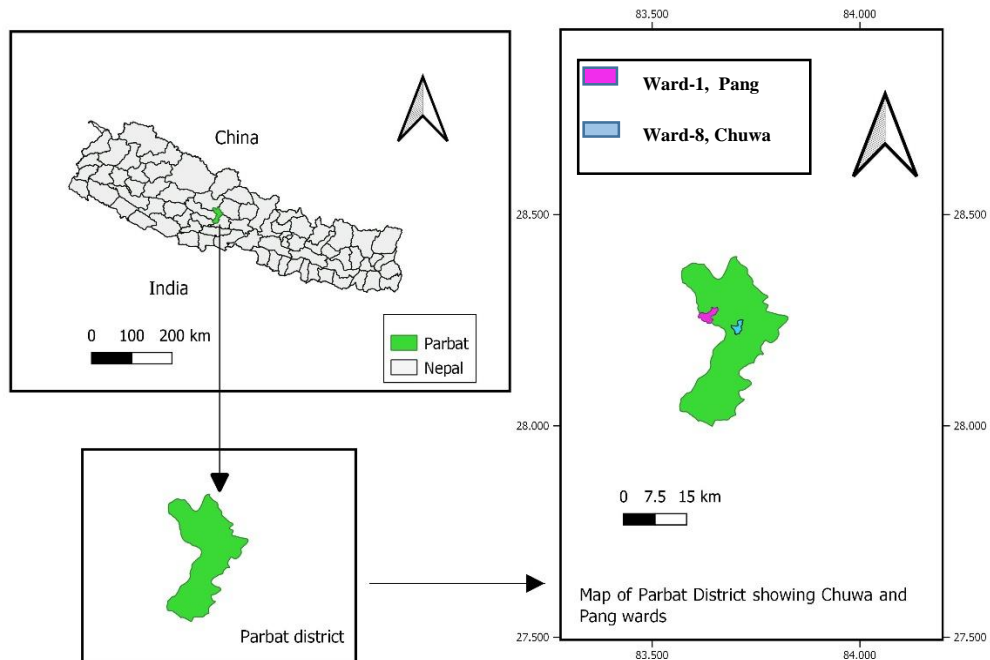 China
India
0 100 200 km
Parbat
Nepal
Parbat district
83.500 84.000
Ward-1, Pang
Ward-8, Chuwa
28.500 28.500
28.000 28.000
0 7.5 15 km
Map of Parbat District showing Chuwa and
Pang wards
27.500 27.500
83.500 84.000